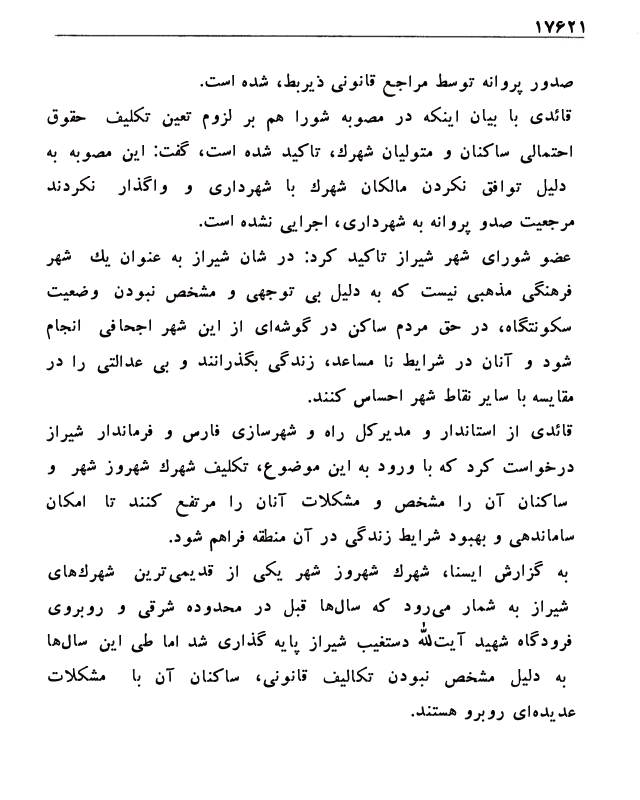 ۱۷۶۲۱
صدور پروانه توسط مراجع قانونی ذیربط، شده است.
قائدی با بیان اینکه در مصوبه شورا هم بر لزوم تعین تکلیف حقوق
احتمالی ساکنان و متولیان شهرك، تاکید شده است، گفت: این مصوبه به
دلیل توافق نکردن مالکان شهرك با شهرداری و واگذار نکردند
مرجعیت صدو پروانه به شهرداری، اجرایی نشده است.
عضو شورای شهر شیراز تاکید کرد: در شان شیراز به عنوان یك شهر
فرهنگی مذهبی نیست که به دلیل بی توجهی و مشخص نبودن وضعیت
سکونتگاه، در حق مردم ساکن در گوشه‌ای از این شهر اجحافی انجام
شود و آنان در شرایط نا مساعد، زندگی بگذرانند و بی عدالتی را در
مقایسه با سایر نقاط شهر احساس کنند.
قائدی از استاندار و مدیرکل راه و شهرسازی فارس و فرماندار شیراز
درخواست کرد که با ورود به این موضوع، تکلیف شهرك شهروز شهر و
ساکنان آن را مشخص و مشکلات آنان را مرتفع کنند تا امکان
ساماندهی و بهبود شرایط زندگی در آن منطقه فراهم شود.
به گزارش ایسنا، شهرك شهروز شهر یکی از قدیمی‌ترین شهرك‌های
شیراز به شمار می‌رود که سال‌ها قبل در محدوده شرقی و روبروی
فرودگاه شهید آیت‌الله دستغیب شیراز پایه گذاری شد اما طی این سال‌ها
به دلیل مشخص نبودن تکالیف قانونی، ساکنان آن با مشکلات
عدیده‌ای روبرو هستند.